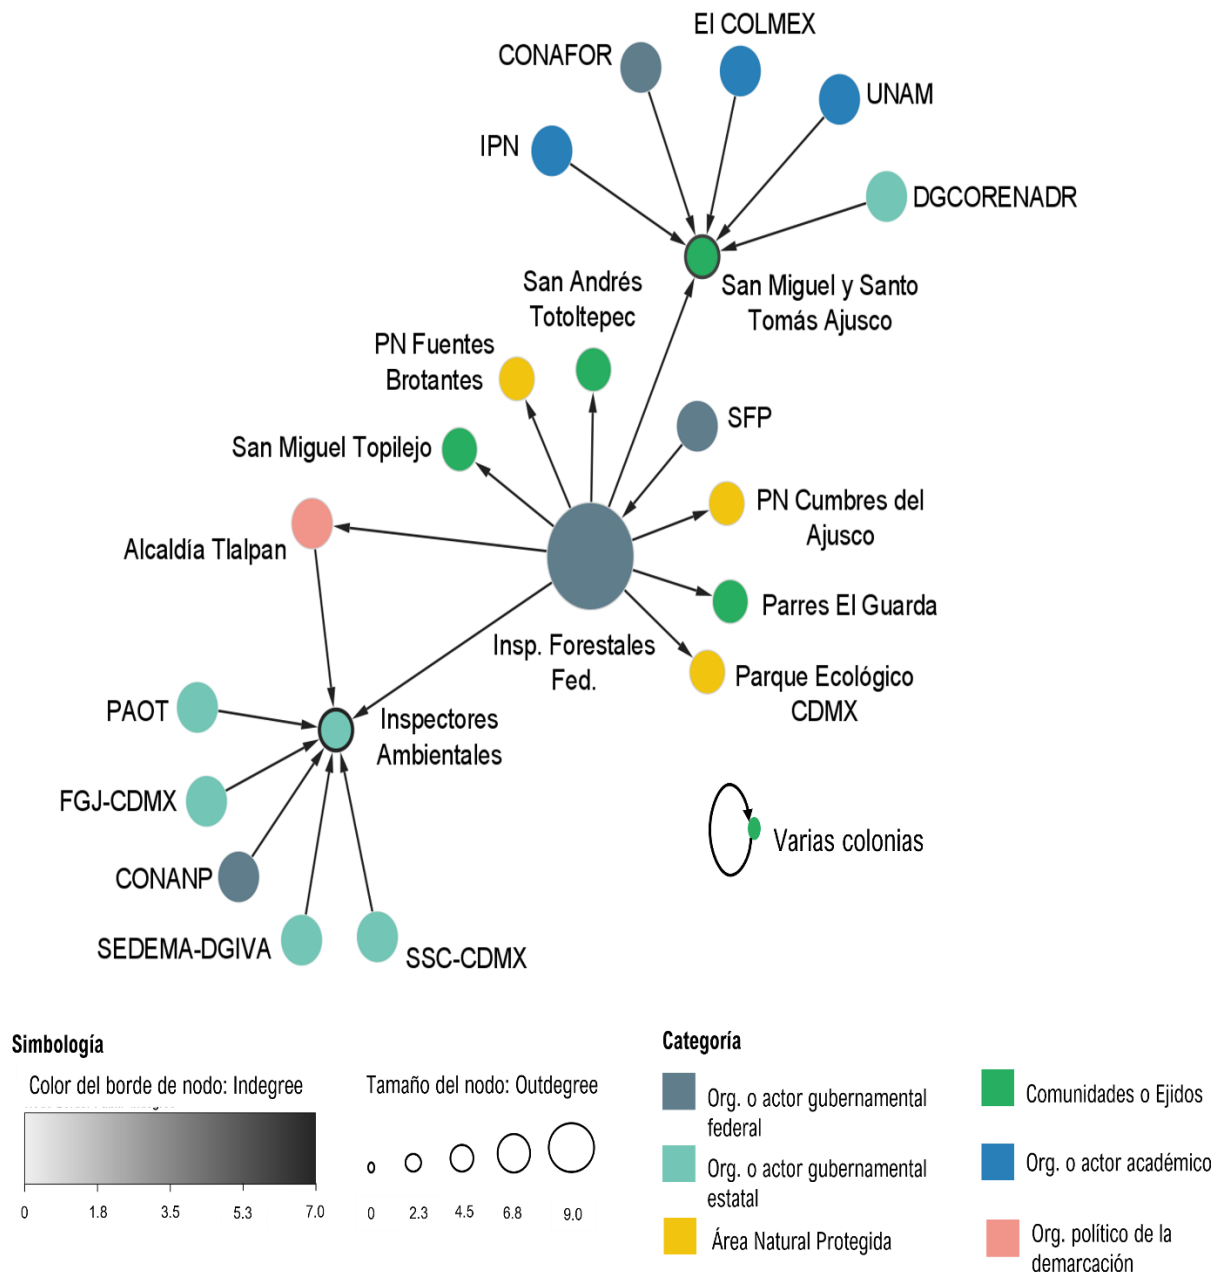 El COLMEX
CONAFOR
UNAM
IPN
DGCORENADR
San Andrés
Totoltepec
San Miguel y Santo
Tomás Ajusco
PN Fuentes
Brotantes
SFP
San Miguel Topilejo
PN Cumbres del
Ajusco
Alcaldía Tlalpan
Parres El Guarda
Insp. Forestales
Fed.
Parque Ecológico
CDMX
PAOT
Inspectores
Ambientales
FGJ-CDMX
Varias colonias
CONANP
SEDEMA-DGIVA
SSC-CDMX
Simbología
Color del borde de nodo: Indegree
0 1.8 3.5 5.3 7.0
Tamaño del nodo: Outdegree
0 2.3 4.5 6.8 9.0
Categoría
Org. o actor gubernamental
federal
Org. o actor gubernamental
estatal
Área Natural Protegida
Comunidades o Ejidos
Org. o actor académico
Org. político de la
demarcación